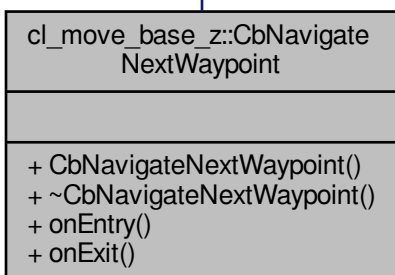 cl_move_base_z::CbNavigate
NextWaypoint
+ CbNavigateNextWaypoint()
+ ~CbNavigateNextWaypoint()
+ onEntry()
+ onExit()